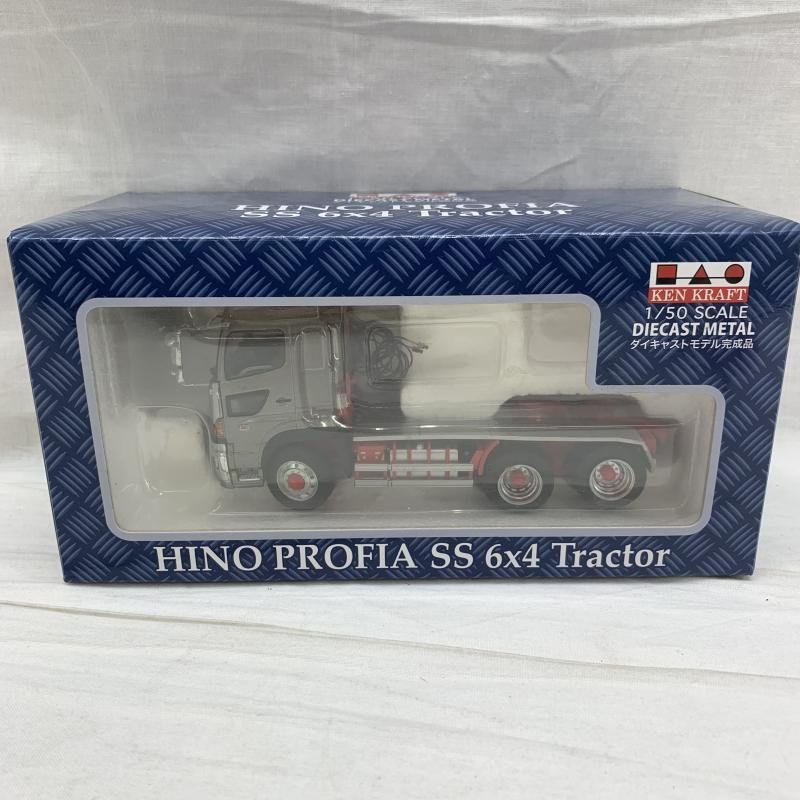 HINO PROFIA
SS 6x4 Tractor
KEN KRAFT
1/50 SCALE
DIECAST METAL
ダイキャストモデル完成品
HINO PROFIA SS 6x4 Tractor